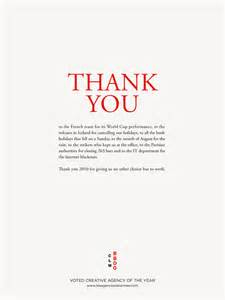 THANK
YOU
to the French team for its World Cup performance, to the
volcano in Iceland for cancelling our holidays, to all the bank
holidays that fell on a Sunday, to the month of August for the
rain, to the strikes who kept us at the office, to the Parisian
authorities for closing 265 bars and to the IT department for
the Internet blackouts.
Thank you 2010 for giving us no other choice but to work.
CLM
BBDO
VOTED CREATIVE AGENCY OF THE YEAR